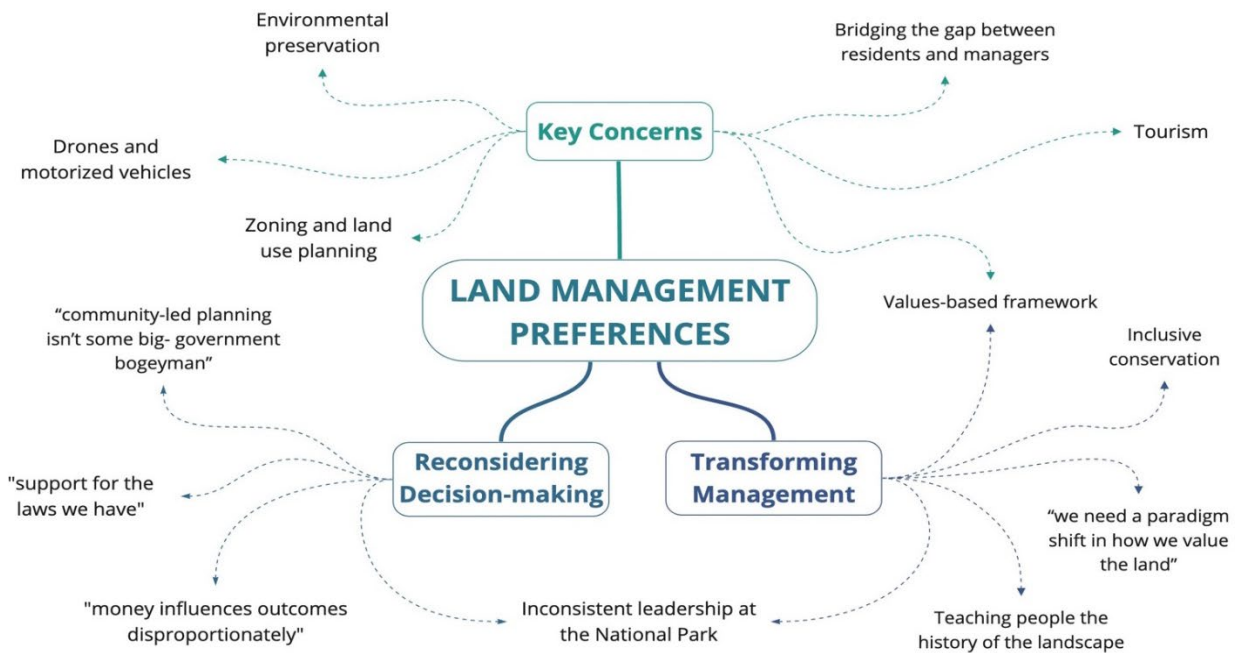 Environmental
preservation
Bridging the gap between
residents and managers
Key Concerns
Tourism
Drones and
motorized vehicles
Zoning and land
use planning
LAND MANAGEMENT
PREFERENCES
Values-based framework
“community-led planning
isn’t some big- government
bogeyman”
Inclusive
conservation
Reconsidering
Decision-making
Transforming
Management
"support for the
laws we have"
“we need a paradigm
shift in how we value
the land”
"money influences outcomes
disproportionately"
Inconsistent leadership at
the National Park
Teaching people the
history of the landscape